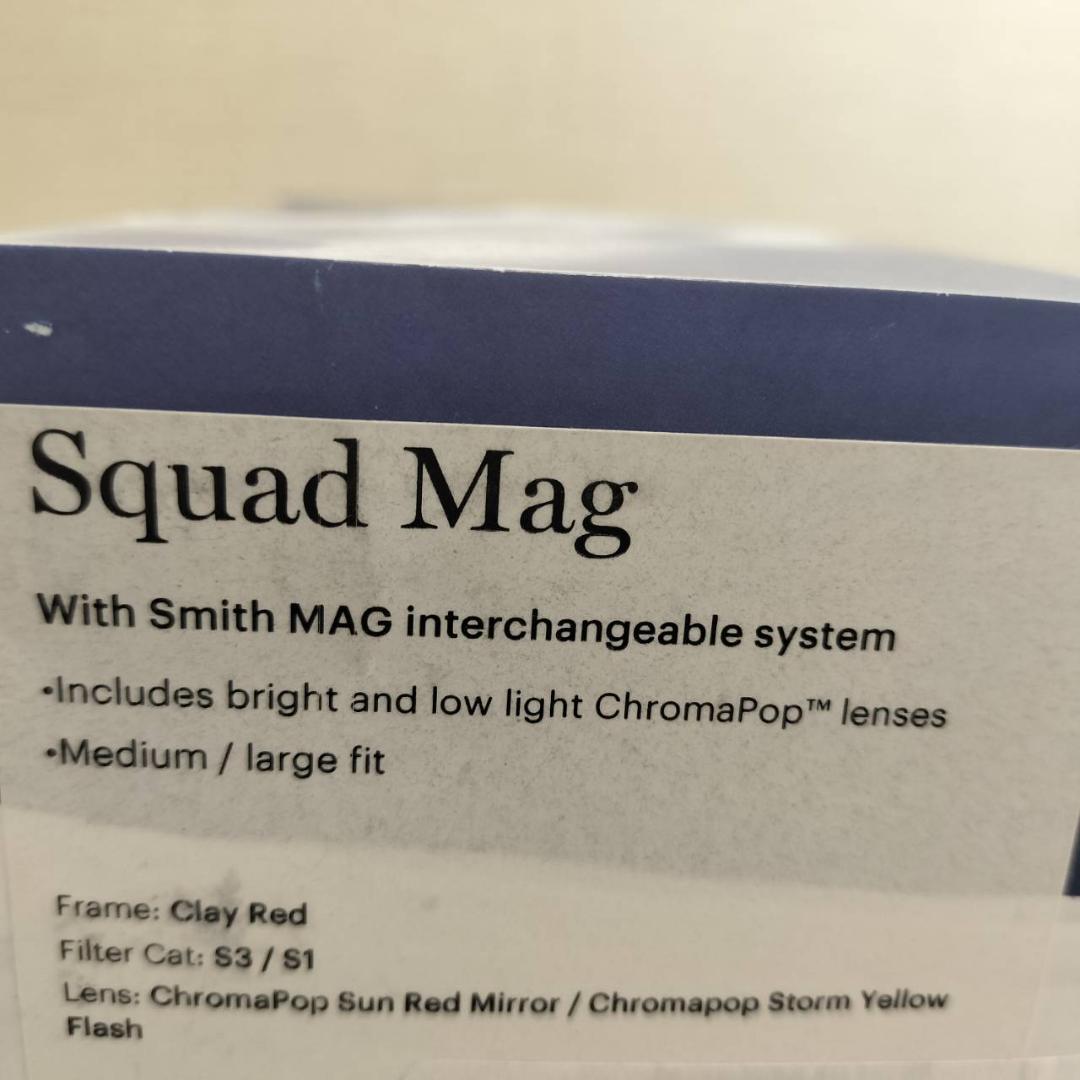 Squad Mag
With Smith MAG interchangeable system
•Includes bright and low light ChromaPop™ lenses
•Medium / large fit
Frame: Clay Red
Filter Cat: S3 / S1
Lens: ChromaPop Sun Red Mirror / Chromapop Storm Yellow
Flash